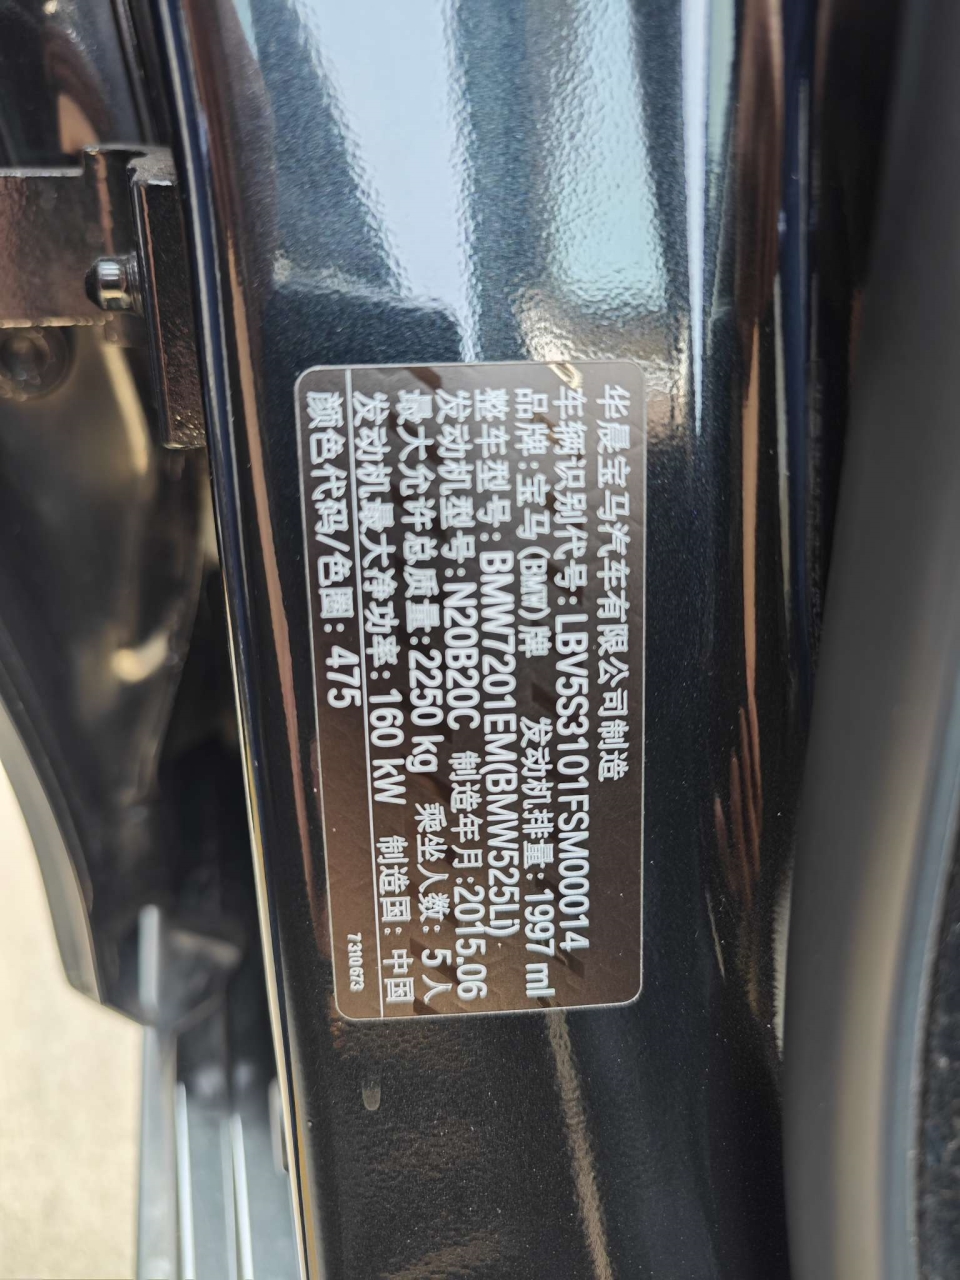 华晨宝马汽车有限公司制造
车辆识别代号:LBV5S3101FSM00014
品牌:宝马(BMW)牌 发动机排量:1997 ml
整车型号:BMW7201EM(BMW525Li)
发动机型号:N20B20C 制造年月:2015.06
最大允许总质量:2250 kg 乘坐人数:5人
发动机最大净功率:160 kW 制造国:中国
颜色代码/色圈:475
7310673